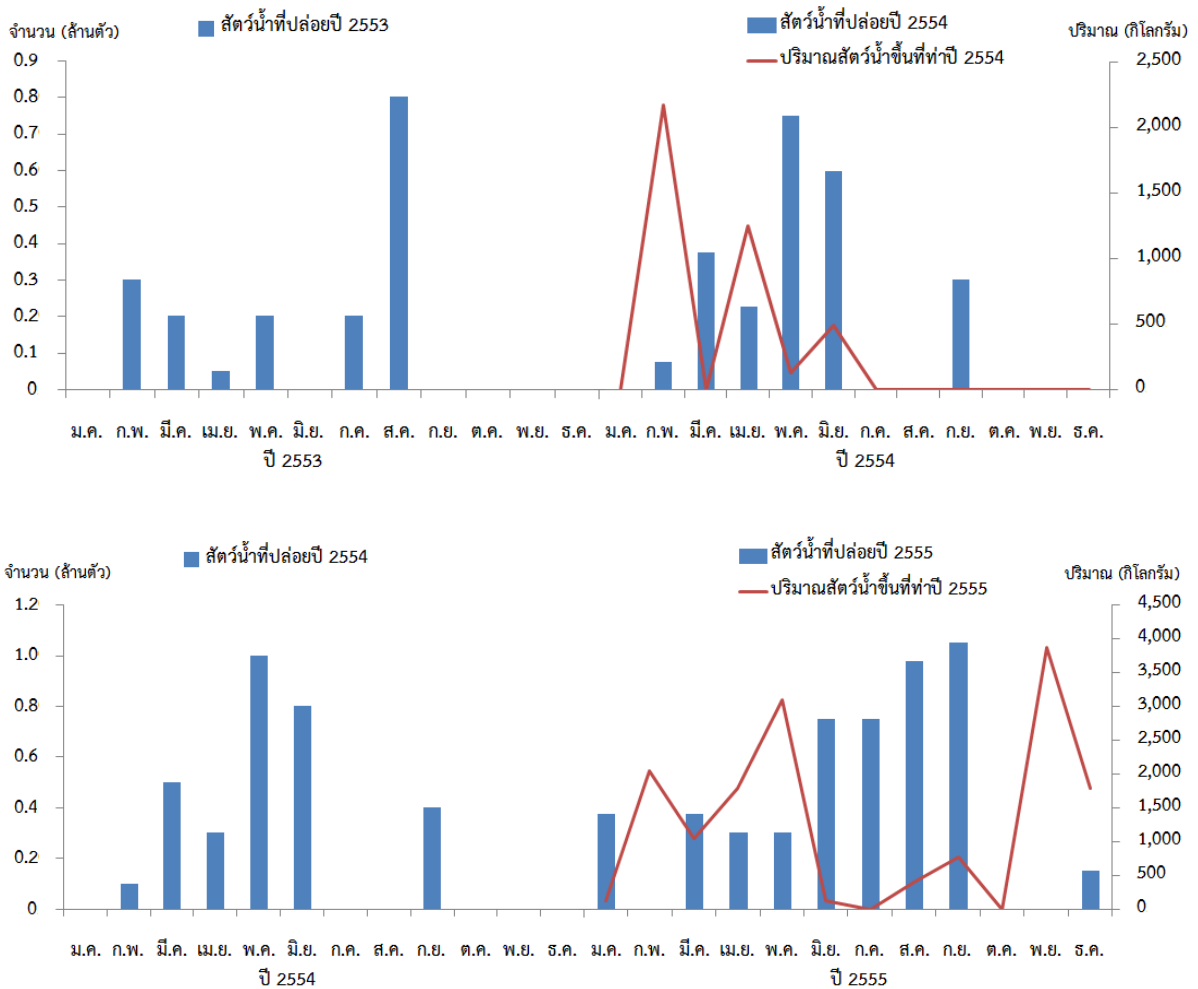 จำนวน (ล้านตัว)
สัตว์น้ำที่ปล่อยปี 2553
สัตว์น้ำที่ปล่อยปี 2554
ปริมาณสัตว์น้ำขึ้นที่ท่าปี 2554
ปริมาณ (กิโลกรัม)
0.9
0.8
0.7
0.6
0.5
0.4
0.3
0.2
0.1
0
2,500
2,000
1,500
1,000
500
0
ม.ค. ก.พ. มี.ค. เม.ย. พ.ค. มิ.ย. ก.ค. ส.ค. ก.ย. ต.ค. พ.ย. ธ.ค. ม.ค. ก.พ. มี.ค. เม.ย. พ.ค. มิ.ย. ก.ค. ส.ค. ก.ย. ต.ค. พ.ย. ธ.ค.
ปี 2553 ปี 2554
จำนวน (ล้านตัว)
สัตว์น้ำที่ปล่อยปี 2554
สัตว์น้ำที่ปล่อยปี 2555
ปริมาณสัตว์น้ำขึ้นที่ท่าปี 2555
ปริมาณ (กิโลกรัม)
1.2
1.0
0.8
0.6
0.4
0.2
0
4,500
4,000
3,500
3,000
2,500
2,000
1,500
1,000
500
0
ม.ค. ก.พ. มี.ค. เม.ย. พ.ค. มิ.ย. ก.ค. ส.ค. ก.ย. ต.ค. พ.ย. ธ.ค. ม.ค. ก.พ. มี.ค. เม.ย. พ.ค. มิ.ย. ก.ค. ส.ค. ก.ย. ต.ค. พ.ย. ธ.ค.
ปี 2554 ปี 2555